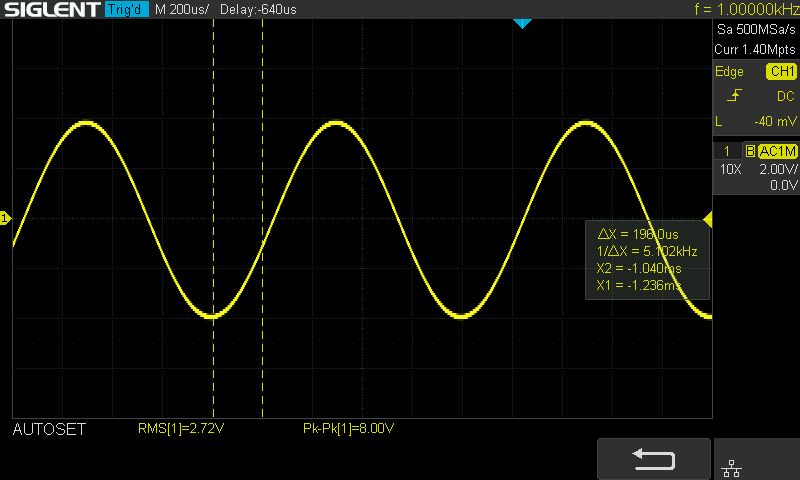 SIGLENT Trig'd M 200us/ Delay:-640us f = 1.00000kHz
Sa 500MSa/s
Curr 1.40Mpts
Edge CH1
DC
L -40 mV
1 B AC1M
10X 2.00V/
0.0V
1
ΔX = 196.0us
1/ΔX = 5.102kHz
X2 = -1.040ms
X1 = -1.236ms
AUTOSET RMS[1]=2.72V Pk-Pk[1]=8.00V